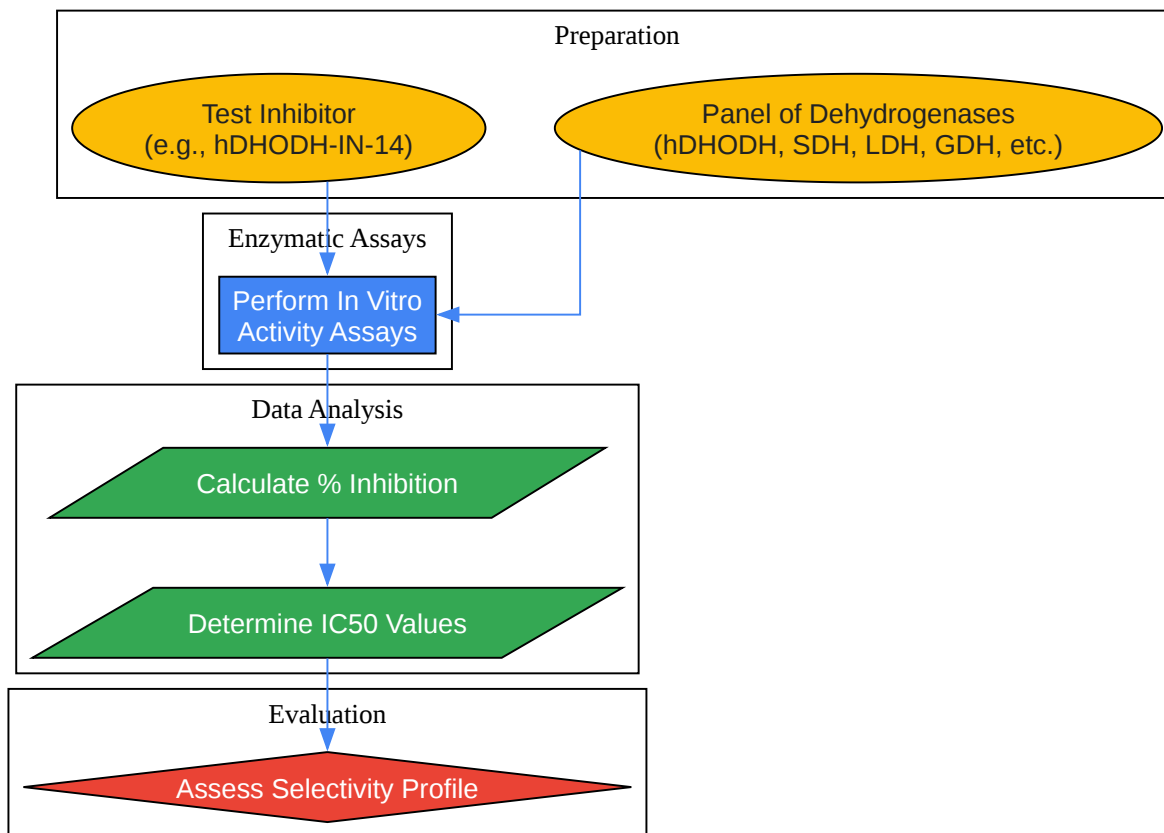 Preparation
Test Inhibitor
(e.g., hDHODH-IN-14)
Panel of Dehydrogenases
(hDHODH, SDH, LDH, GDH, etc.)
Enzymatic Assays
Perform In Vitro
Activity Assays
Data Analysis
Calculate % Inhibition
Determine IC50 Values
Evaluation
Assess Selectivity Profile